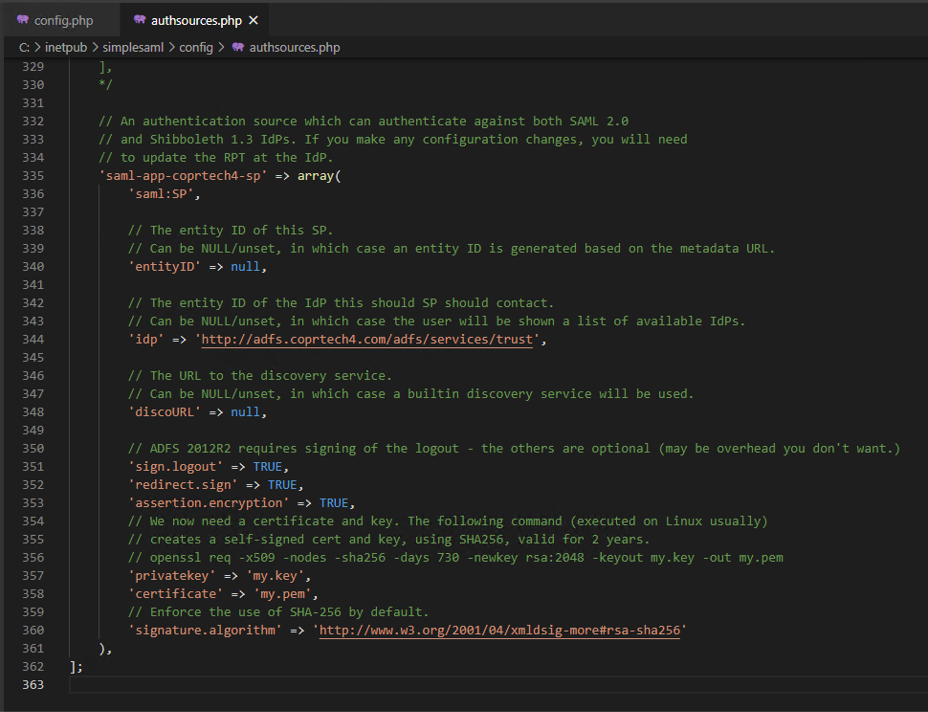 config.php authsources.php
C: > inetpub > simplesaml > config > authsources.php
329 ],
330 */
331
332 // An authentication source which can authenticate against both SAML 2.0
333 // and Shibboleth 1.3 IdPs. If you make any configuration changes, you will need
334 // to update the RPT at the IdP.
335 'saml-app-coprtech4-sp' => array(
336 'saml:SP',
337
338 // The entity ID of this SP.
339 // Can be NULL/unset, in which case an entity ID is generated based on the metadata URL.
340 'entityID' => null,
341
342 // The entity ID of the IdP this should SP should contact.
343 // Can be NULL/unset, in which case the user will be shown a list of available IdPs.
344 'idp' => 'http://adfs.coprtech4.com/adfs/services/trust',
345
346 // The URL to the discovery service.
347 // Can be NULL/unset, in which case a builtin discovery service will be used.
348 'discoURL' => null,
349
350 // ADFS 2012R2 requires signing of the logout - the others are optional (may be overhead you don't want.)
351 'sign.logout' => TRUE,
352 'redirect.sign' => TRUE,
353 'assertion.encryption' => TRUE,
354 // We now need a certificate and key. The following command (executed on Linux usually)
355 // creates a self-signed cert and key, using SHA256, valid for 2 years.
356 // openssl req -x509 -nodes -sha256 -days 730 -newkey rsa:2048 -keyout my.key -out my.pem
357 'privatekey' => 'my.key',
358 'certificate' => 'my.pem',
359 // Enforce the use of SHA-256 by default.
360 'signature.algorithm' => 'http://www.w3.org/2001/04/xmldsig-more#rsa-sha256'
361 ),
362 ];
363